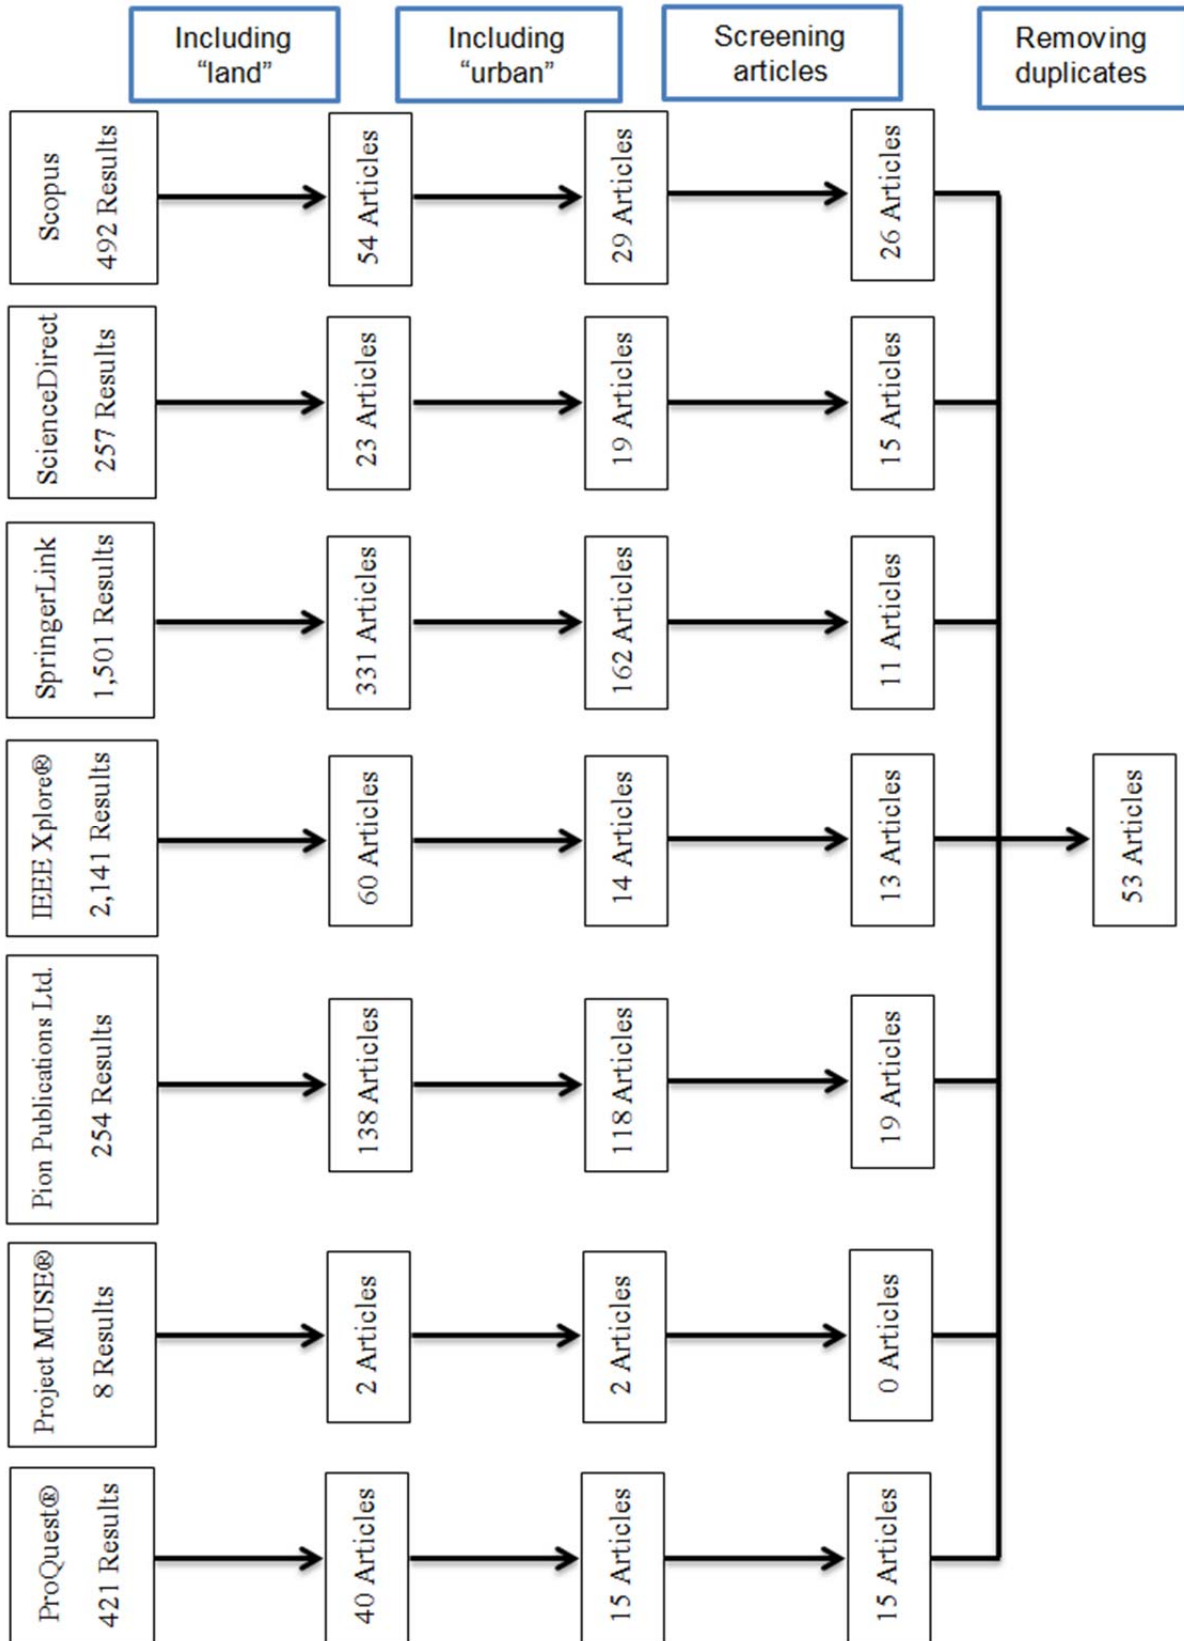 Including
“land”
Including
“urban”
Screening
articles
Removing
duplicates
Scopus
492 Results
54 Articles
29 Articles
26 Articles
ScienceDirect
257 Results
23 Articles
19 Articles
15 Articles
SpringerLink
1,501 Results
331 Articles
162 Articles
11 Articles
IEEE Xplore®
2,141 Results
60 Articles
14 Articles
13 Articles
53 Articles
Pion Publications Ltd.
254 Results
138 Articles
118 Articles
19 Articles
Project MUSE®
8 Results
2 Articles
2 Articles
0 Articles
ProQuest®
421 Results
40 Articles
15 Articles
15 Articles